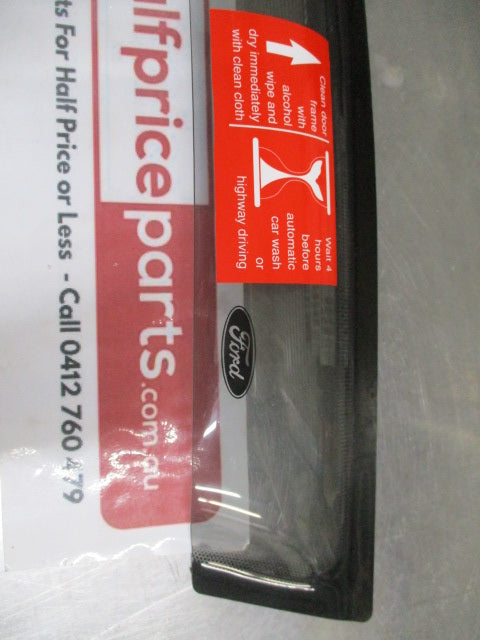 Clean door
frame
with
alcohol
wipe and
dry immediately
with clean cloth
Wait 4
hours
before
automatic
car wash
or
highway driving
Ford
halfpriceparts.com.au
ts For Half Price or Less - Call 0412 760 479